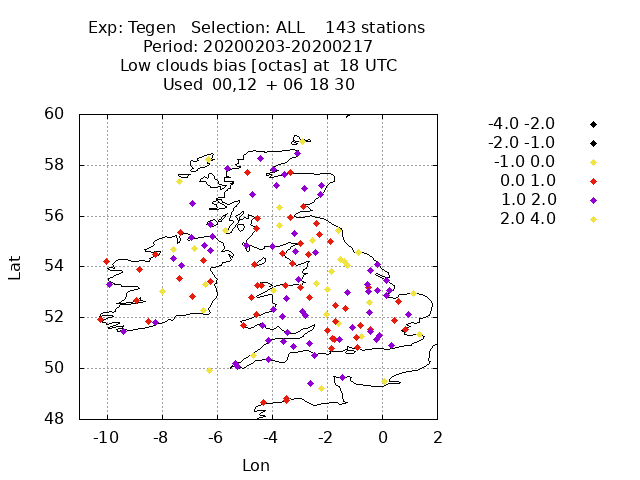 Exp: Tegen   Selection: ALL    143 stations
Period: 20200203-20200217
Low clouds bias [octas] at  18 UTC
Used  00,12  + 06 18 30
60
58
56
54
52
50
48
-10 -8 -6 -4 -2 0 2
Lat
Lon
-4.0 -2.0
-2.0 -1.0
-1.0 0.0
0.0 1.0
1.0 2.0
2.0 4.0